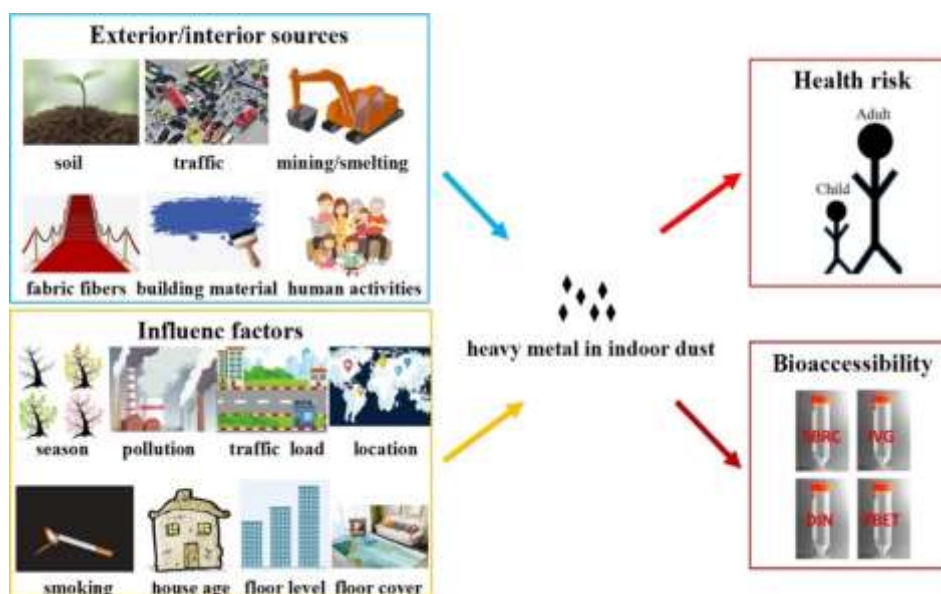 Exterior/interior sources
soil
traffic
mining/smelting
fabric fibers
building material
human activities
Influenc factors
season
pollution
traffic load
location
smoking
house age
floor level
floor cover
heavy metal in indoor dust
Health risk
Adult
Child
Bioaccessibility
IVG
DIN
PBET